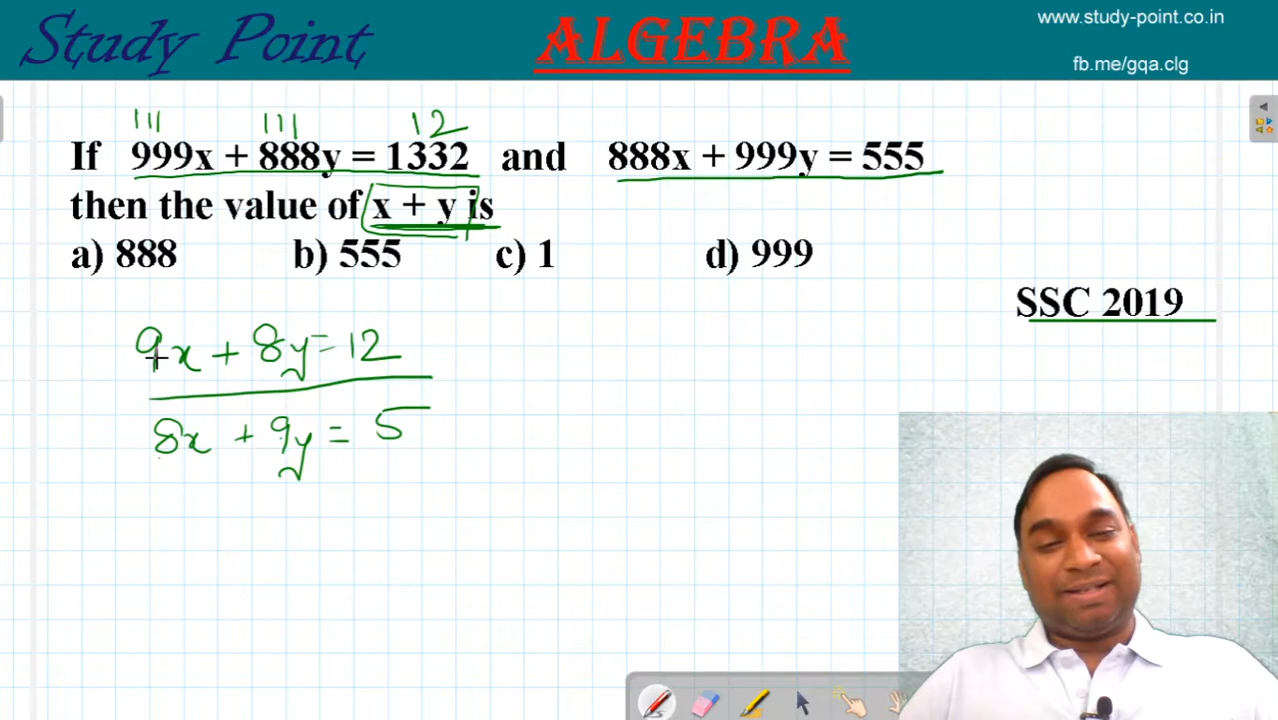 Study Point
ALGEBRA
www.study-point.co.in
fb.me/gqa.clg
111 111 12
If 999x + 888y = 1332 and 888x + 999y = 555
then the value of x + y is
a) 888 b) 555 c) 1 d) 999
SSC 2019
9x + 8y = 12
8x + 9y = 5